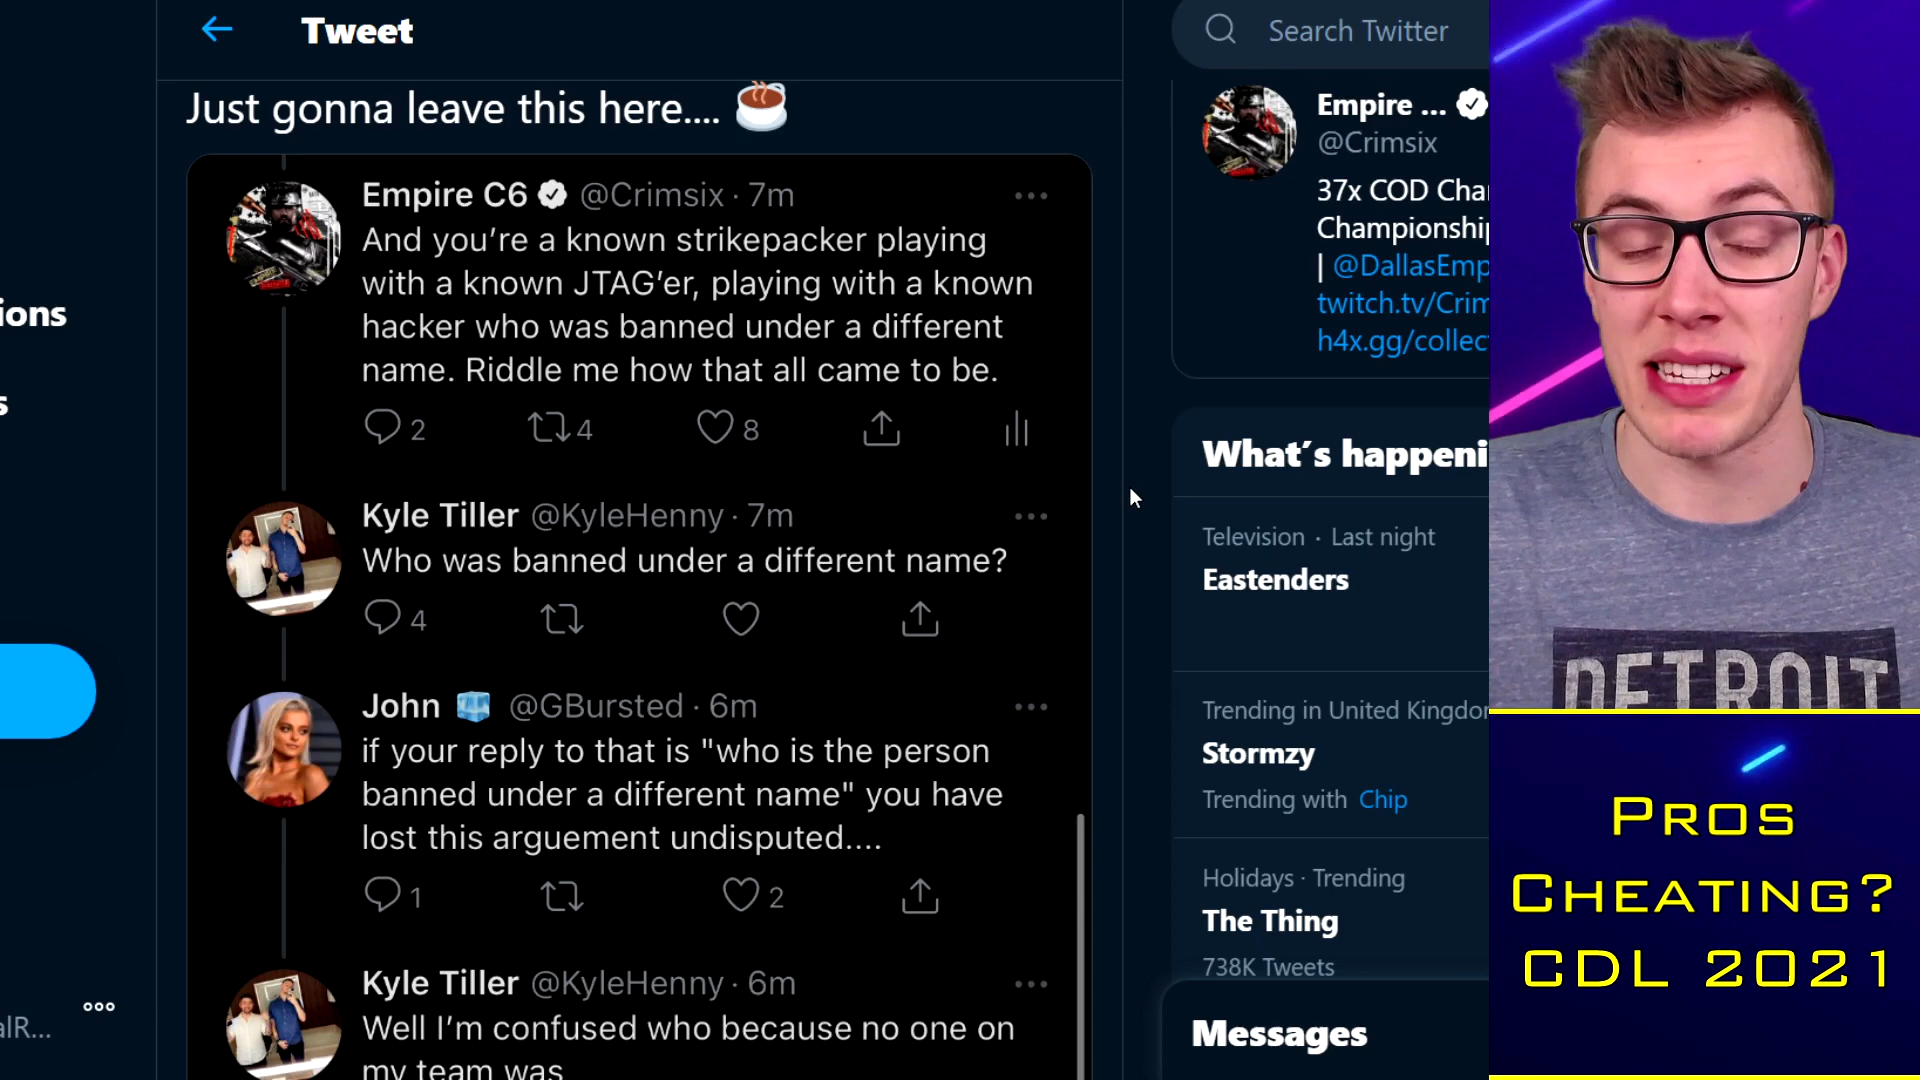 Tweet
Just gonna leave this here....
Empire C6 @Crimsix · 7m
And you're a known strikepacker playing
with a known JTAG'er, playing with a known
hacker who was banned under a different
name. Riddle me how that all came to be.
2 4 8
Kyle Tiller @KyleHenny · 7m
Who was banned under a different name?
4
John @GBursted · 6m
if your reply to that is "who is the person
banned under a different name" you have
lost this arguement undisputed....
1 2
Kyle Tiller @KyleHenny · 6m
Well I'm confused who because no one on
my team was
ions
s
alR...
Search Twitter
Empire ...
@Crimsix
37x COD Cha
Championship
| @DallasEmp
twitch.tv/Crim
h4x.gg/collec
What's happeni
Television · Last night
Eastenders
Trending in United Kingdo
Stormzy
Trending with Chip
Holidays · Trending
The Thing
738K Tweets
Messages
DETROIT
Pros
Cheating?
CDL 2021